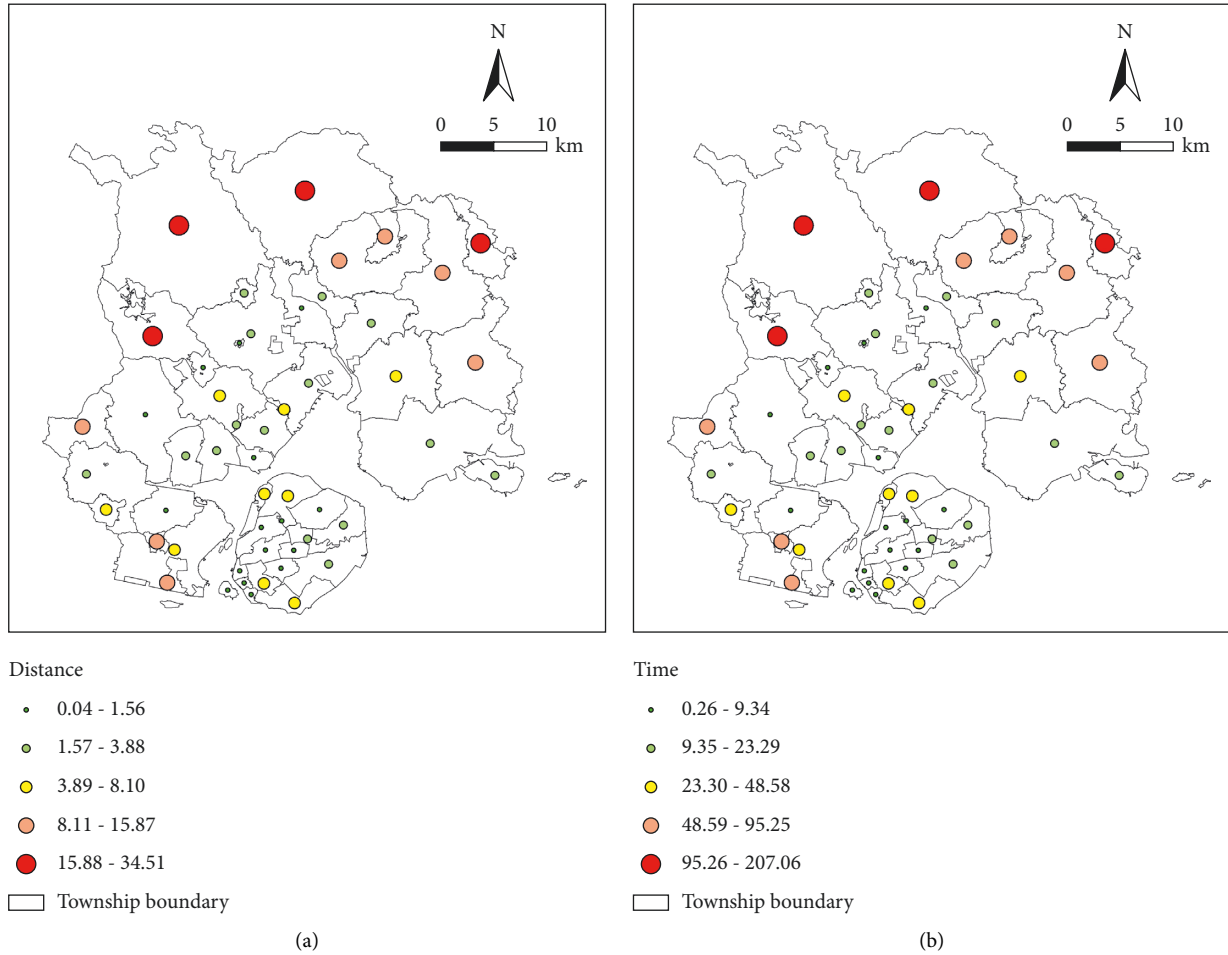 N
0 5 10
km
Distance
0.04 - 1.56
1.57 - 3.88
3.89 - 8.10
8.11 - 15.87
15.88 - 34.51
Township boundary
(a)
N
0 5 10
km
Time
0.26 - 9.34
9.35 - 23.29
23.30 - 48.58
48.59 - 95.25
95.26 - 207.06
Township boundary
(b)